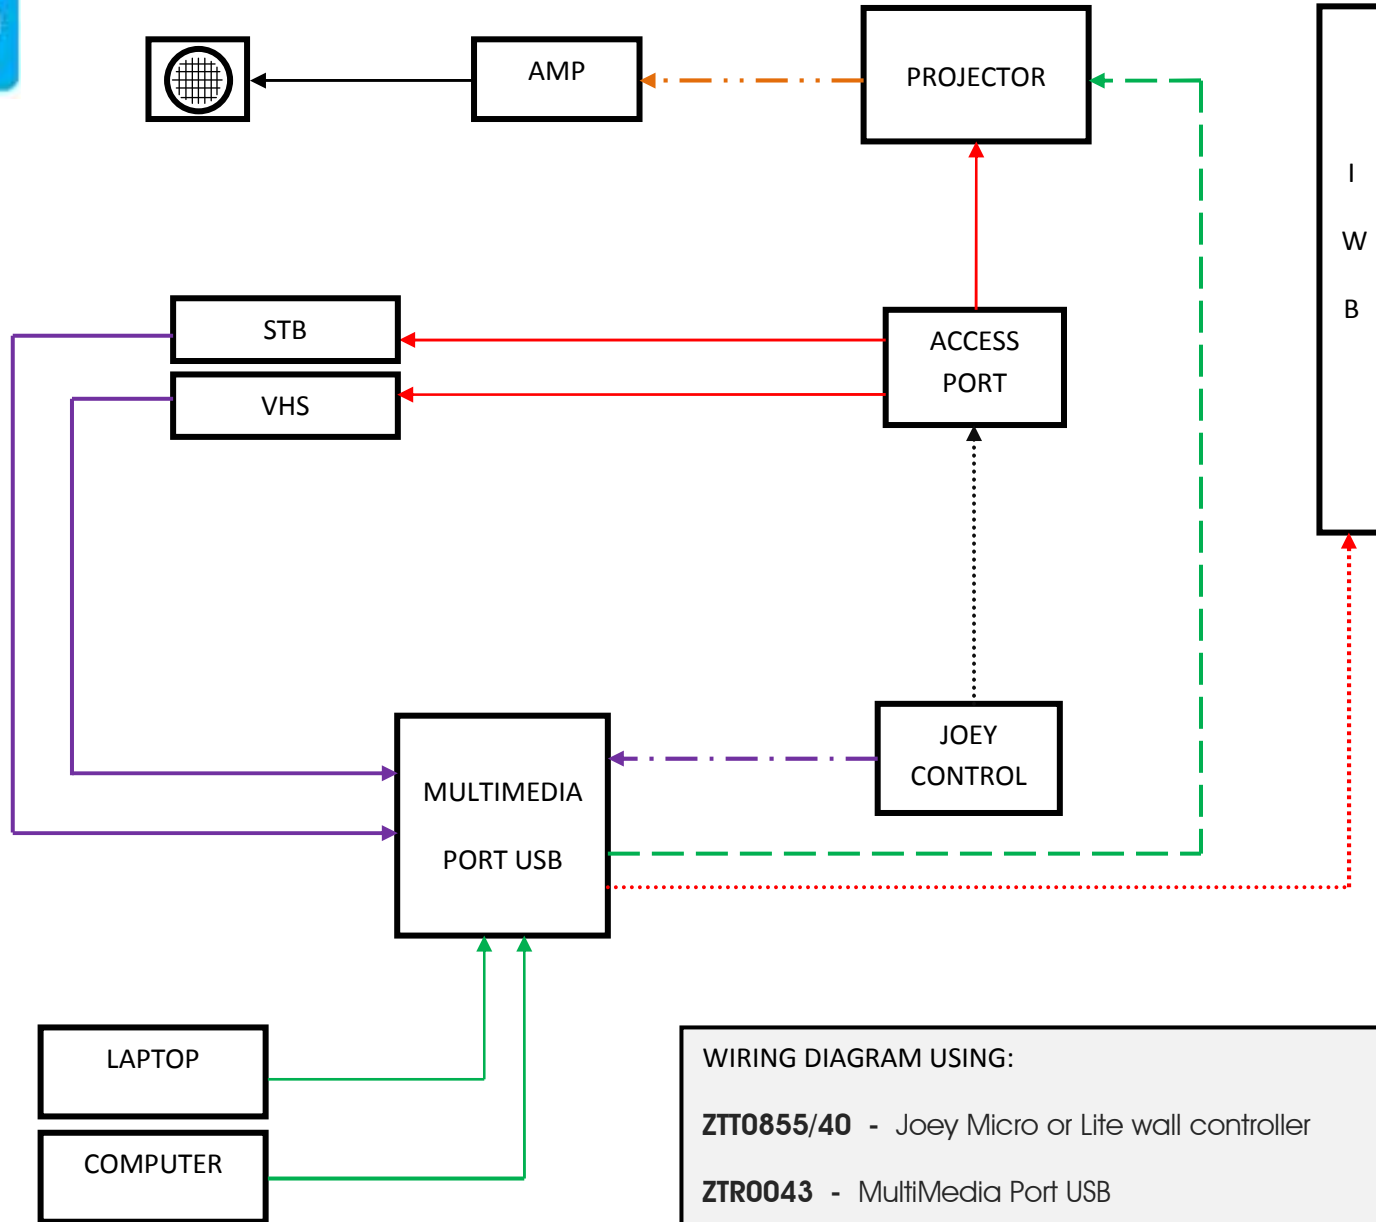 AMP
PROJECTOR
I
W
B
STB
VHS
ACCESS
PORT
JOEY
CONTROL
MULTIMEDIA
PORT USB
LAPTOP
COMPUTER
WIRING DIAGRAM USING:
ZTT0855/40 - Joey Micro or Lite wall controller
ZTR0043 - MultiMedia Port USB